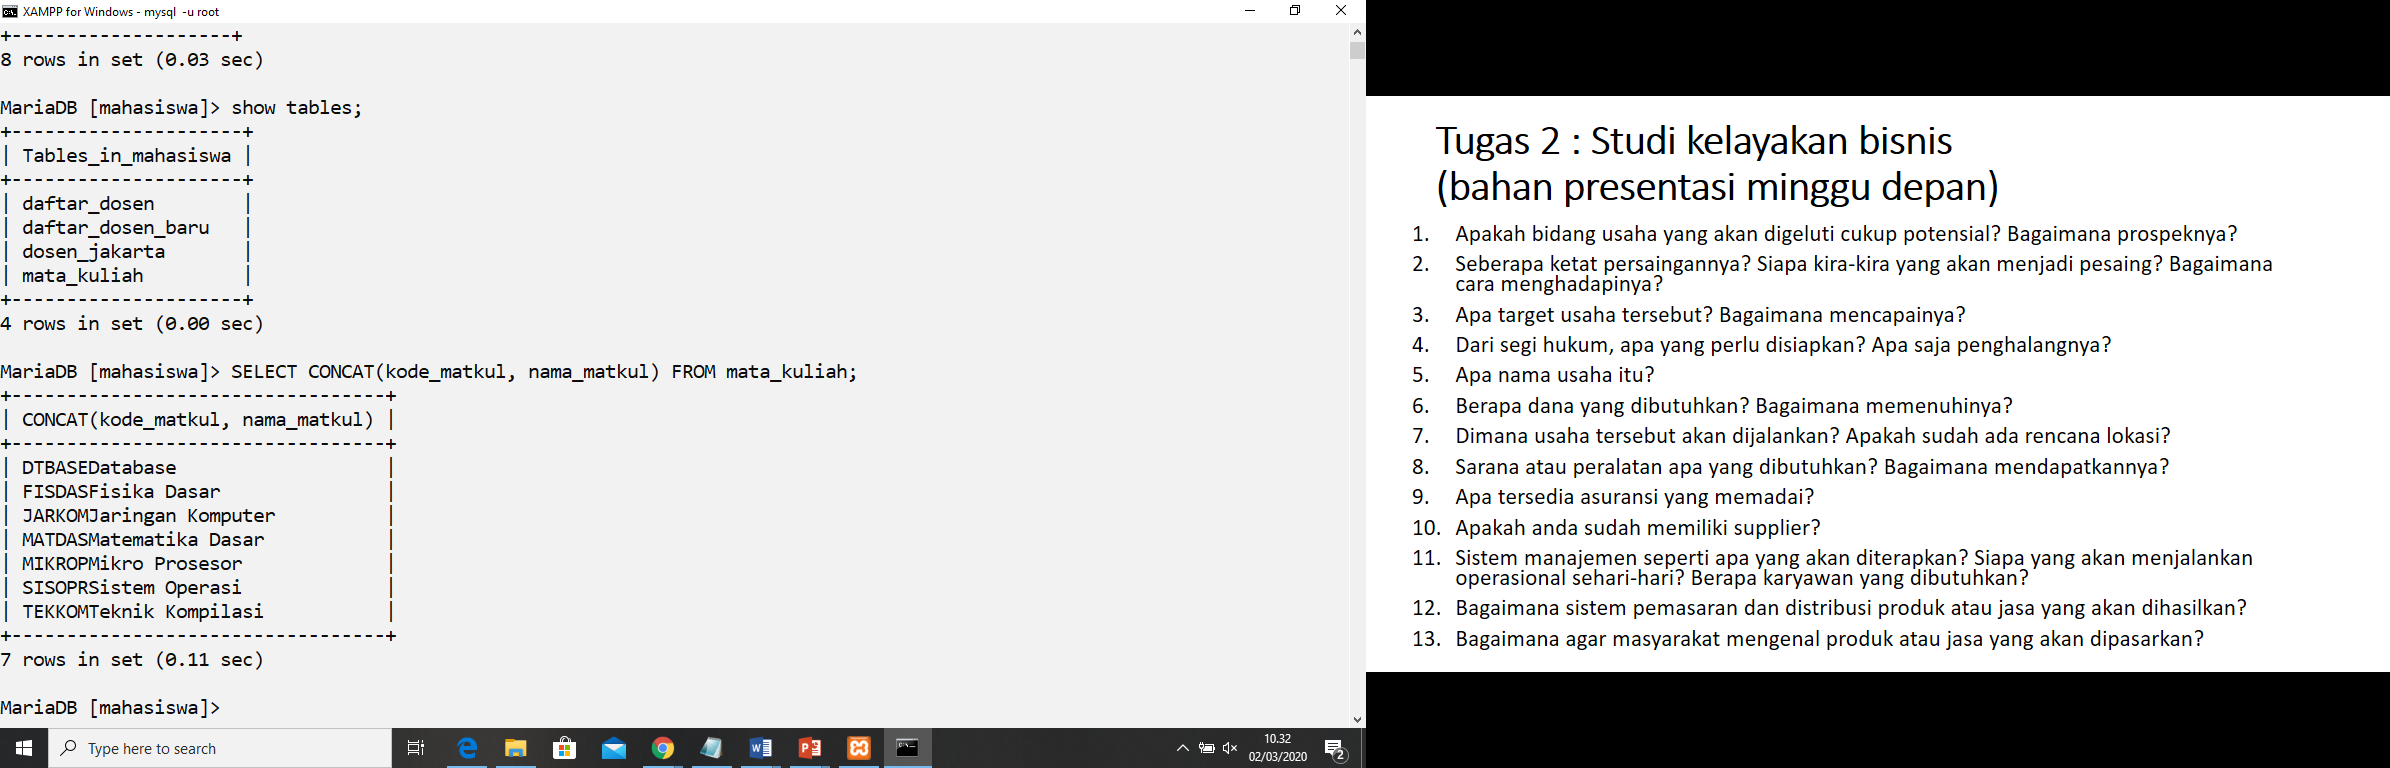 XAMPP for Windows - mysql  -u root
+--------------------+
8 rows in set (0.03 sec)
MariaDB [mahasiswa]> show tables;
+---------------------+
| Tables_in_mahasiswa |
+---------------------+
| daftar_dosen        |
| daftar_dosen_baru   |
| dosen_jakarta       |
| mata_kuliah         |
+---------------------+
4 rows in set (0.00 sec)
MariaDB [mahasiswa]> SELECT CONCAT(kode_matkul, nama_matkul) FROM mata_kuliah;
+----------------------------------+
| CONCAT(kode_matkul, nama_matkul) |
+----------------------------------+
| DTBASEDatabase                   |
| FISDASFisika Dasar               |
| JARKOMJaringan Komputer          |
| MATDASMatematika Dasar           |
| MIKROPMikro Prosesor             |
| SISOPRSistem Operasi             |
| TEKKOMTeknik Kompilasi           |
+----------------------------------+
7 rows in set (0.11 sec)
MariaDB [mahasiswa]>
Type here to search
10.32
02/03/2020
2
Tugas 2 : Studi kelayakan bisnis
(bahan presentasi minggu depan)
1. Apakah bidang usaha yang akan digeluti cukup potensial? Bagaimana prospeknya?
2. Seberapa ketat persaingannya? Siapa kira-kira yang akan menjadi pesaing? Bagaimana
cara menghadapinya?
3. Apa target usaha tersebut? Bagaimana mencapainya?
4. Dari segi hukum, apa yang perlu disiapkan? Apa saja penghalangnya?
5. Apa nama usaha itu?
6. Berapa dana yang dibutuhkan? Bagaimana memenuhinya?
7. Dimana usaha tersebut akan dijalankan? Apakah sudah ada rencana lokasi?
8. Sarana atau peralatan apa yang dibutuhkan? Bagaimana mendapatkannya?
9. Apa tersedia asuransi yang memadai?
10. Apakah anda sudah memiliki supplier?
11. Sistem manajemen seperti apa yang akan diterapkan? Siapa yang akan menjalankan
operasional sehari-hari? Berapa karyawan yang dibutuhkan?
12. Bagaimana sistem pemasaran dan distribusi produk atau jasa yang akan dihasilkan?
13. Bagaimana agar masyarakat mengenal produk atau jasa yang akan dipasarkan?